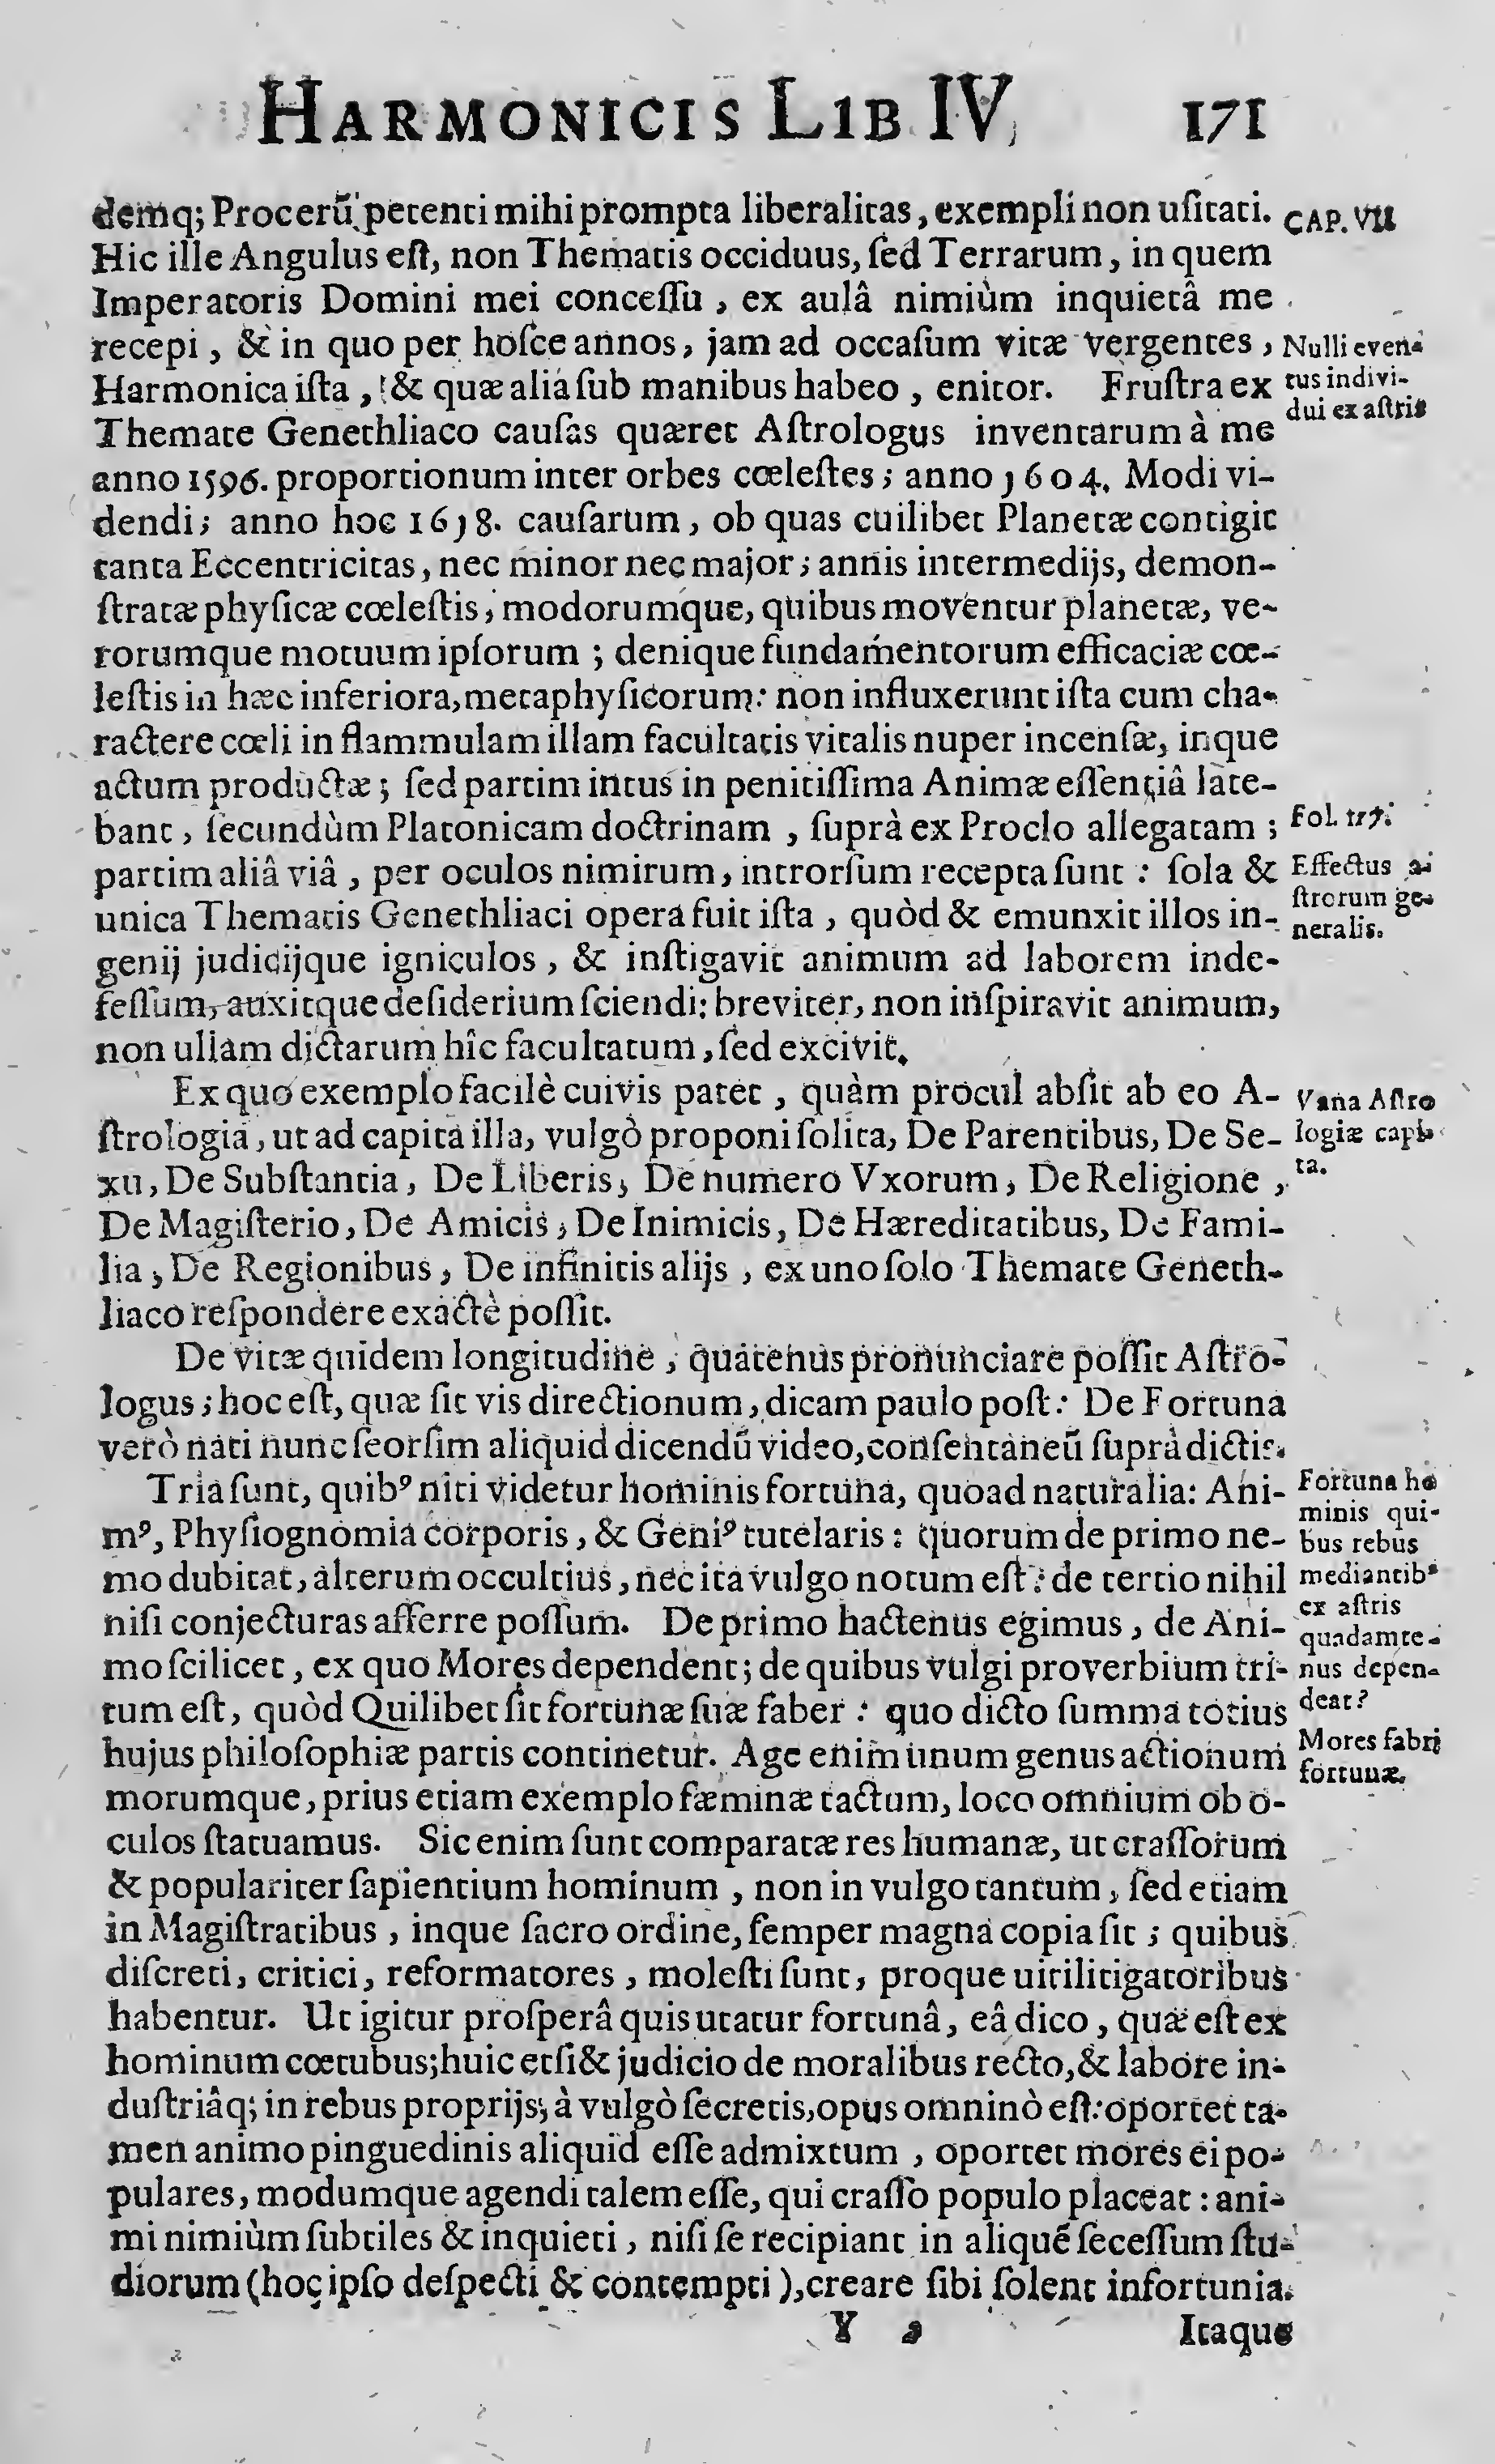 HARMONICIS LIB IV. 171
demq; Procerũ petenti mihi prompta liberalitas, exempli non uſitati.
CAP. VII
Hic ille Angulus eſt, non Thematis occiduus, ſed Terrarum, in quem
Imperatoris Domini mei conceſſu, ex aulâ nimiùm inquietâ me
recepi, & in quo per hoſce annos, jam ad occaſum vitæ vergentes,
Harmonica iſta, & quæ alia ſub manibus habeo, enitor. Fruſtra ex
Themate Genethliaco cauſas quæret Aſtrologus inventarum à me
Nulli even-
tus indivi-
dui ex aſtris
anno 1596. proportionum inter orbes cœleſtes; anno 1604. Modi vi-
dendi; anno hoc 1618. cauſarum, ob quas cuilibet Planetæ contigit
tanta Eccentricitas, nec minor nec major; annis intermedijs, demon-
ſtratæ phyſicæ cœleſtis, modorumque, quibus moventur planetæ, ve-
rorumque motuum ipſorum; denique fundamentorum efficaciæ cœ-
leſtis in hæc inferiora, metaphyſicorum: non influxerunt iſta cum cha-
ractere cœli in flammulam illam facultatis vitalis nuper incenſæ, inque
actum productæ; ſed partim intus in penitiſſima Animæ eſſentiâ late-
bant, ſecundùm Platonicam doctrinam, ſuprà ex Proclo allegatam;
Fol.
partim aliâ viâ, per oculos nimirum, introrſum recepta ſunt: ſola &
unica Thematis Genethliaci opera fuit iſta, quòd & emunxit illos in-
Effectus a-
ſtrorum ge-
neralis.
genij judicijque igniculos, & inſtigavit animum ad laborem inde-
feſſum, auxitque deſiderium ſciendi: breviter, non inſpiravit animum,
non ullam dictarum hîc facultatum, ſed excivit.
Ex quo exemplo facilè cuivis patet, quàm procul abſit ab eo A-
ſtrologia, ut ad capita illa, vulgò proponi ſolita, De Parentibus, De Se-
xu, De Subſtantia, De Liberis, De numero Vxorum, De Religione,
Vana Aſtro
logiæ capi-
ta.
De Magiſterio, De Amicis, De Inimicis, De Hæreditatibus, De Fami-
lia, De Regionibus, De infinitis alijs, ex uno ſolo Themate Geneth-
liaco reſpondere exactè poſſit.
De vitæ quidem longitudine, quatenus pronunciare poſſit Aſtro-
logus; hoc eſt, quæ ſit vis directionum, dicam paulo poſt: De Fortuna
verò nati nunc ſeorſim aliquid dicendũ video, conſentaneũ ſupra dictis.
Tria ſunt, quibꝰ niti videtur hominis fortuna, quoad naturalia: Ani-
mꝰ, Phyſiognomia corporis, & Geniꝰ tutelaris: quorum de primo ne-
mo dubitat, alterum occultius, nec ita vulgo notum eſt: de tertio nihil
niſi conjecturas afferre poſſum. De primo hactenus egimus, de Ani-
mo ſcilicet, ex quo Mores dependent; de quibus vulgi proverbium tri-
tum eſt, quòd Quilibet ſit fortunæ ſuæ faber: quo dicto ſumma totius
Fortuna ho
minis qui-
bus rebus
mediantibꝰ
ex aſtris
quadamte-
nus depen-
deat?
hujus philoſophiæ partis continetur. Age enim unum genus actionum
morumque, prius etiam exemplo fæminæ tactum, loco omnium ob o-
Mores fabri
fortunæ.
culos ſtatuamus. Sic enim ſunt comparatæ res humanæ, ut craſſorum
& populariter ſapientium hominum, non in vulgo tantum, ſed etiam
in Magiſtratibus, inque ſacro ordine, ſemper magna copia ſit; quibus
diſcreti, critici, reformatores, moleſti ſunt, proque uitilitigatoribus
habentur. Ut igitur proſperâ quis utatur fortunâ, eâ dico, quæ eſt ex
hominum cœtubus; huic etſi & judicio de moralibus recto, & labore in-
duſtriâq; in rebus proprijs, à vulgò ſecretis, opus omninò eſt: oportet ta-
men animo pinguedinis aliquid eſſe admixtum, oportet mores ei po-
pulares, modumque agendi talem eſſe, qui craſſo populo placeat: ani-
mi nimiùm ſubtiles & inquieti, niſi ſe recipiant in aliquẽ ſeceſſum ſtu-
diorum (hoc ipſo deſpecti & contempti), creare ſibi ſolent infortunia.
Y 2 Itaque